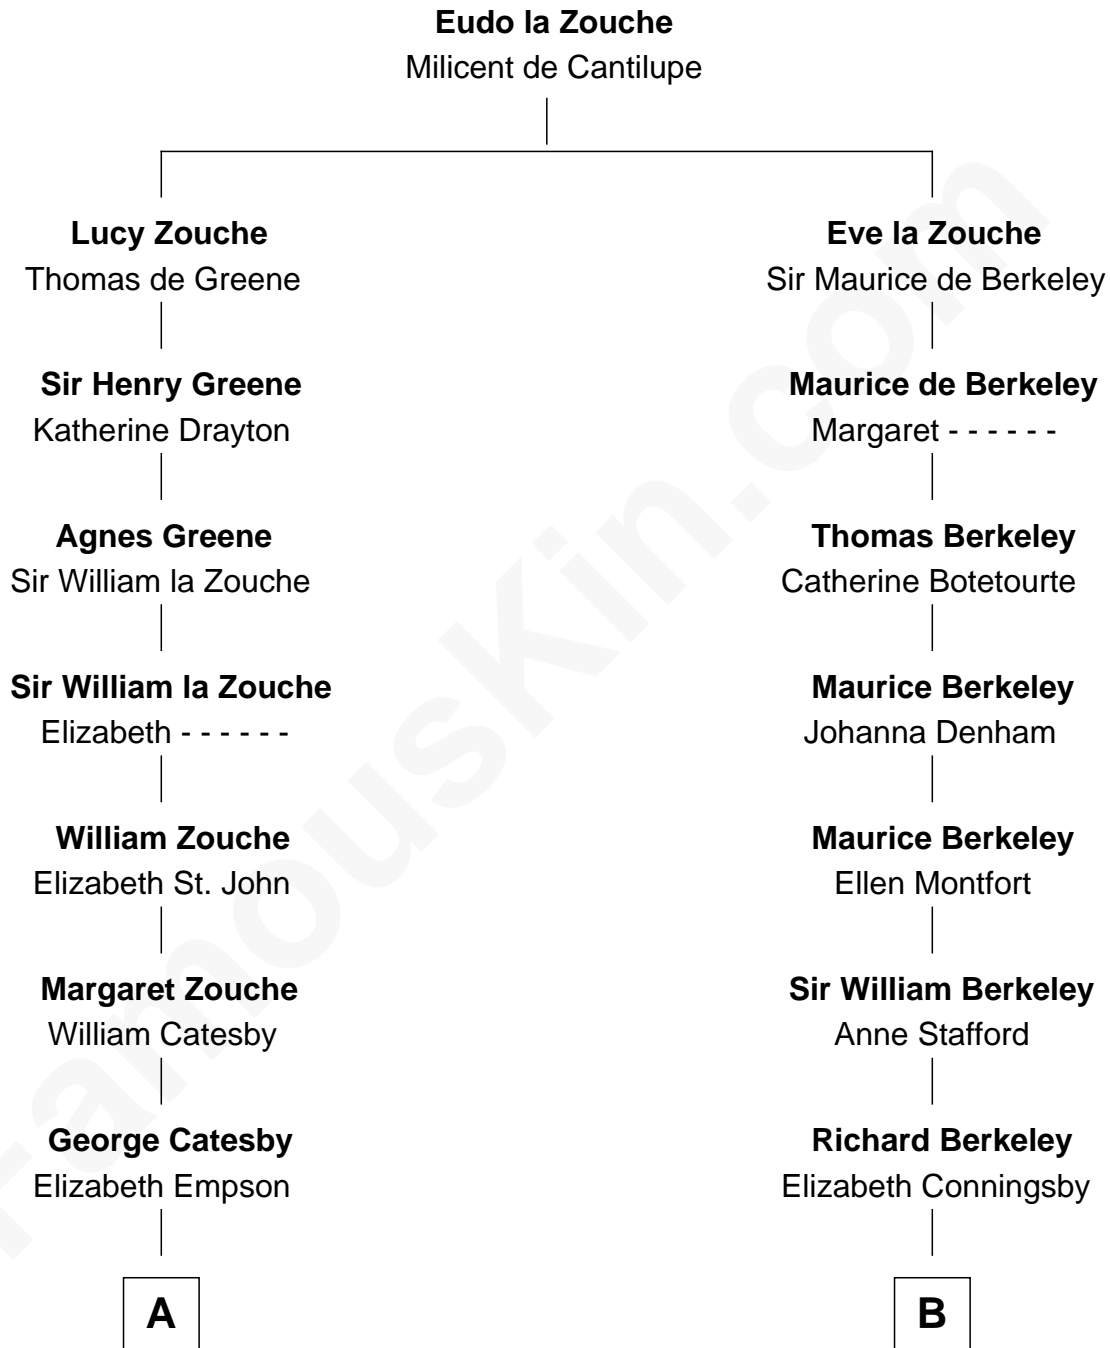 Eudo la Zouche
Milicent de Cantilupe
Lucy Zouche
Thomas de Greene
Sir Henry Greene
Katherine Drayton
Agnes Greene
Sir William la Zouche
Sir William la Zouche
Elizabeth - - - - - -
William Zouche
Elizabeth St. John
Margaret Zouche
William Catesby
George Catesby
Elizabeth Empson
A
Eve la Zouche
Sir Maurice de Berkeley
Maurice de Berkeley
Margaret - - - - - -
Thomas Berkeley
Catherine Botetourte
Maurice Berkeley
Johanna Denham
Maurice Berkeley
Ellen Montfort
Sir William Berkeley
Anne Stafford
Richard Berkeley
Elizabeth Conningsby
B
FamousKin.com